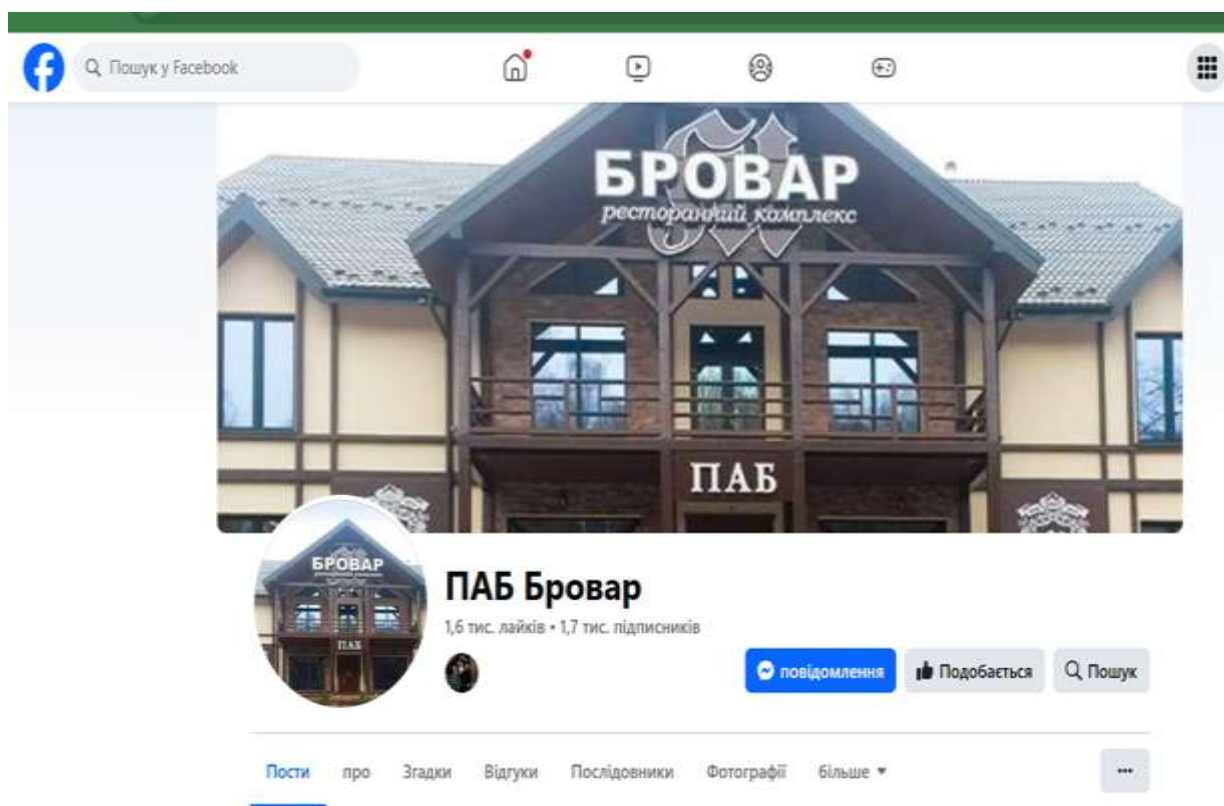 Пошук у Facebook
БРОВАР
ресторанний комплекс
ПАБ
БРОВАР
ПАБ
ПАБ Бровар
1,6 тис. лайків • 1,7 тис. підписників
повідомлення
Подобається
Пошук
Пости про Згадки Відгуки Послідовники Фотографії більше